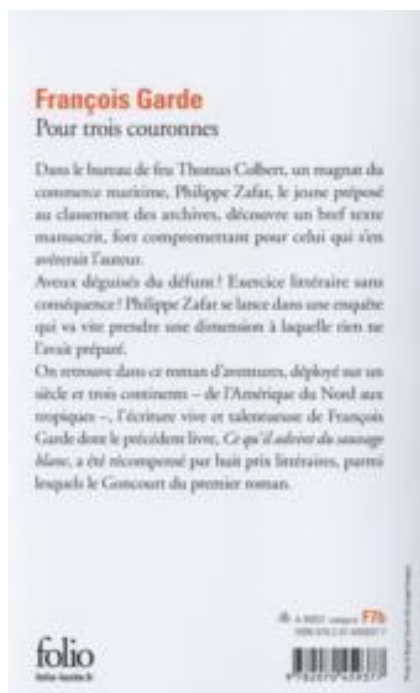 François Garde
Pour trois couronnes
Dans le bureau de feu Thomas Colbert, un magnat du
commerce maritime, Philippe Zafar, le jeune préposé
au classement des archives, découvre un bref texte
manuscrit, fort compromettant pour celui qui s'en
avérerait l'auteur.
Aveux déguisés du défunt ? Exercice littéraire sans
conséquence ? Philippe Zafar se lance dans une enquête
qui va vite prendre une dimension à laquelle rien ne
l'avait préparé.
On retrouve dans ce roman d'aventures, déployé sur un
siècle et trois continents – de l'Amérique du Nord aux
tropiques –, l'écriture vive et talentueuse de François
Garde dont le précédent livre, Ce qu'il advint du sauvage
blanc, a été récompensé par huit prix littéraires, parmi
lesquels le Goncourt du premier roman.
catégorie F7b
ISBN
folio
folio-lesite.fr